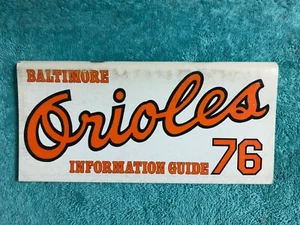 BALTIMORE
Orioles
INFORMATION GUIDE 76